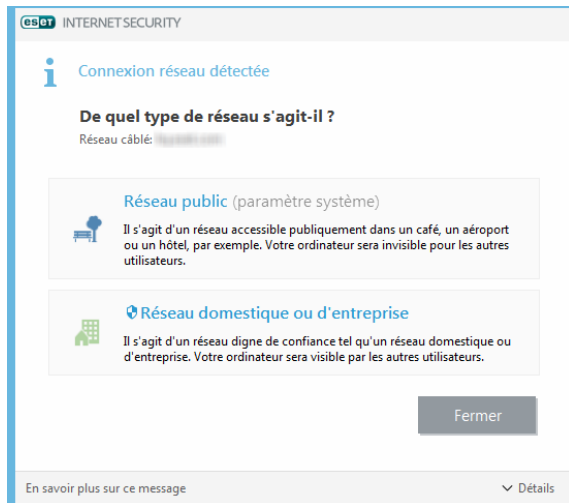 eset INTERNET SECURITY
Connexion réseau détectée
De quel type de réseau s'agit-il ?
Réseau câblé:
Réseau public (paramètre système)
Il s'agit d'un réseau accessible publiquement dans un café, un aéroport
ou un hôtel, par exemple. Votre ordinateur sera invisible pour les autres
utilisateurs.
Réseau domestique ou d'entreprise
Il s'agit d'un réseau digne de confiance tel qu'un réseau domestique ou
d'entreprise. Votre ordinateur sera visible par les autres utilisateurs.
Fermer
En savoir plus sur ce message
Détails